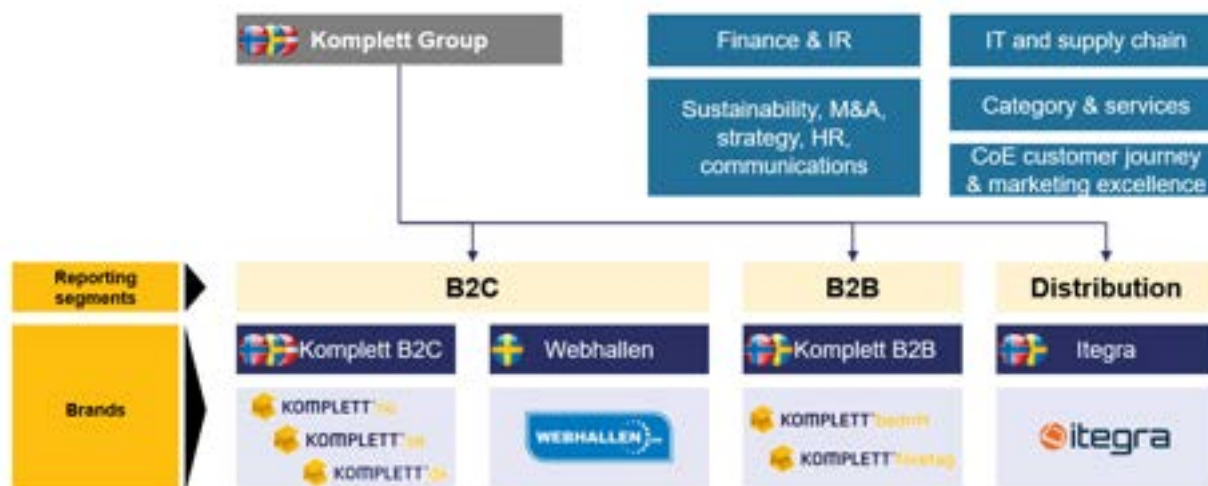 Komplett Group
Finance & IR
IT and supply chain
Sustainability, M&A,
strategy, HR,
communications
Category & services
CoE customer journey
& marketing excellence
Reporting
segments
B2C
B2B
Distribution
Brands
Komplett B2C
Webhallen
Komplett B2B
Itegra
KOMPLETT
KOMPLETT
KOMPLETT
WEBHALLEN
KOMPLETT bedrift
KOMPLETT företag
itegra